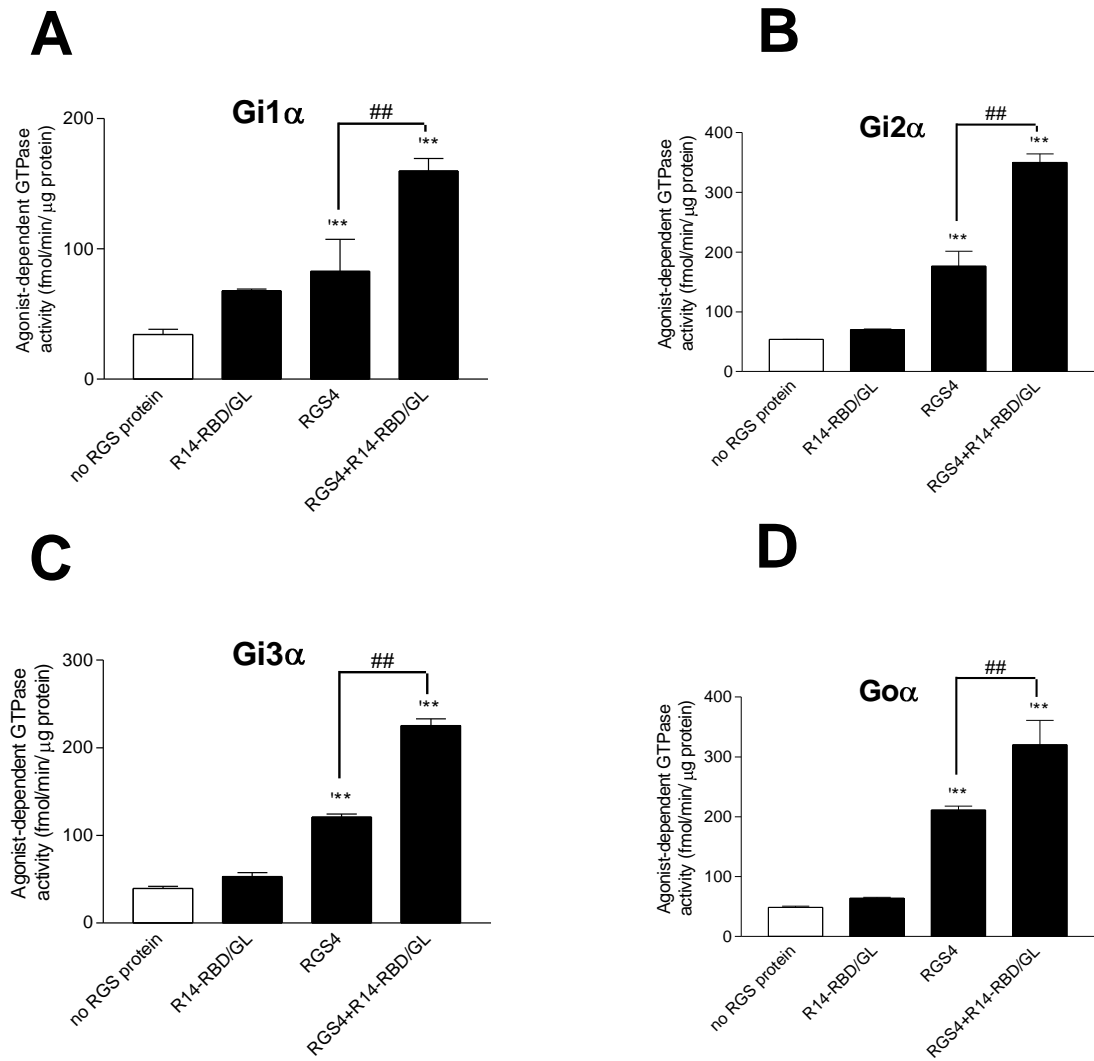 A
Gi1α
##
'**
'**
200
100
0
Agonist-dependent GTPase
activity (fmol/min/ μg protein)
no RGS protein
R14-RBD/GL
RGS4
RGS4+R14-RBD/GL
B
Gi2α
##
'**
'**
400
300
200
100
0
Agonist-dependent GTPase
activity (fmol/min/ μg protein)
no RGS protein
R14-RBD/GL
RGS4
RGS4+R14-RBD/GL
C
Gi3α
##
'**
'**
300
200
100
0
Agonist-dependent GTPase
activity (fmol/min/ μg protein)
no RGS protein
R14-RBD/GL
RGS4
RGS4+R14-RBD/GL
D
Goα
##
'**
'**
400
300
200
100
0
Agonist-dependent GTPase
activity (fmol/min/ μg protein)
no RGS protein
R14-RBD/GL
RGS4
RGS4+R14-RBD/GL